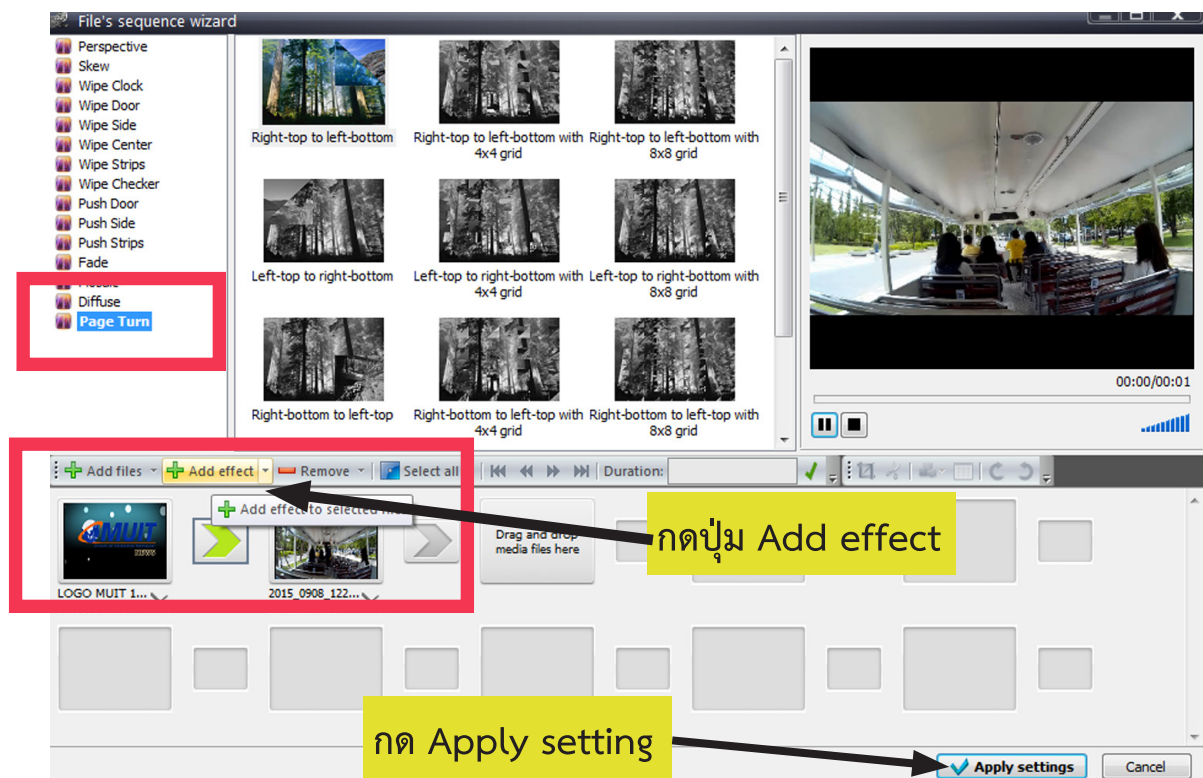 File's sequence wizard
Perspective
Skew
Wipe Clock
Wipe Door
Wipe Side
Wipe Center
Wipe Strips
Wipe Checker
Push Door
Push Side
Push Strips
Fade
Diffuse
Page Turn
Right-top to left-bottom
Right-top to left-bottom with
4x4 grid
Right-top to left-bottom with
8x8 grid
Left-top to right-bottom
Left-top to right-bottom with
4x4 grid
Left-top to right-bottom with
8x8 grid
Right-bottom to left-top
Right-bottom to left-top with
4x4 grid
Right-bottom to left-top with
8x8 grid
00:00/00:01
Add files Add effect Remove Select all Duration:
Add effect to selected
MUIT
NEWS
Drag and drop
media files here
LOGO MUIT 1...
2015_0908_122...
กดปุ่ม Add effect
กด Apply setting
Apply settings
Cancel